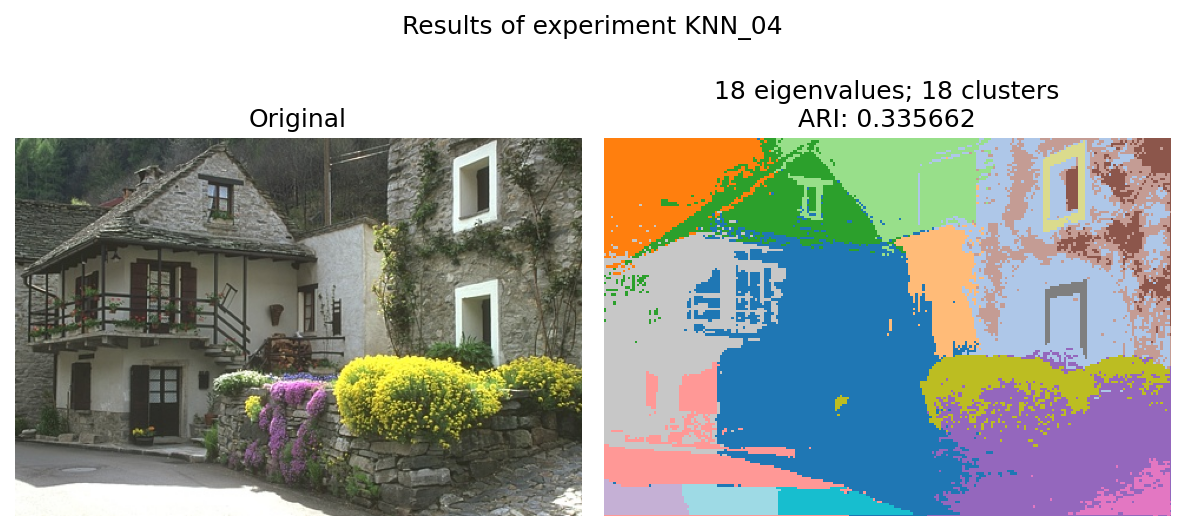 Results of experiment KNN_04
Original
18 eigenvalues; 18 clusters
ARI: 0.335662